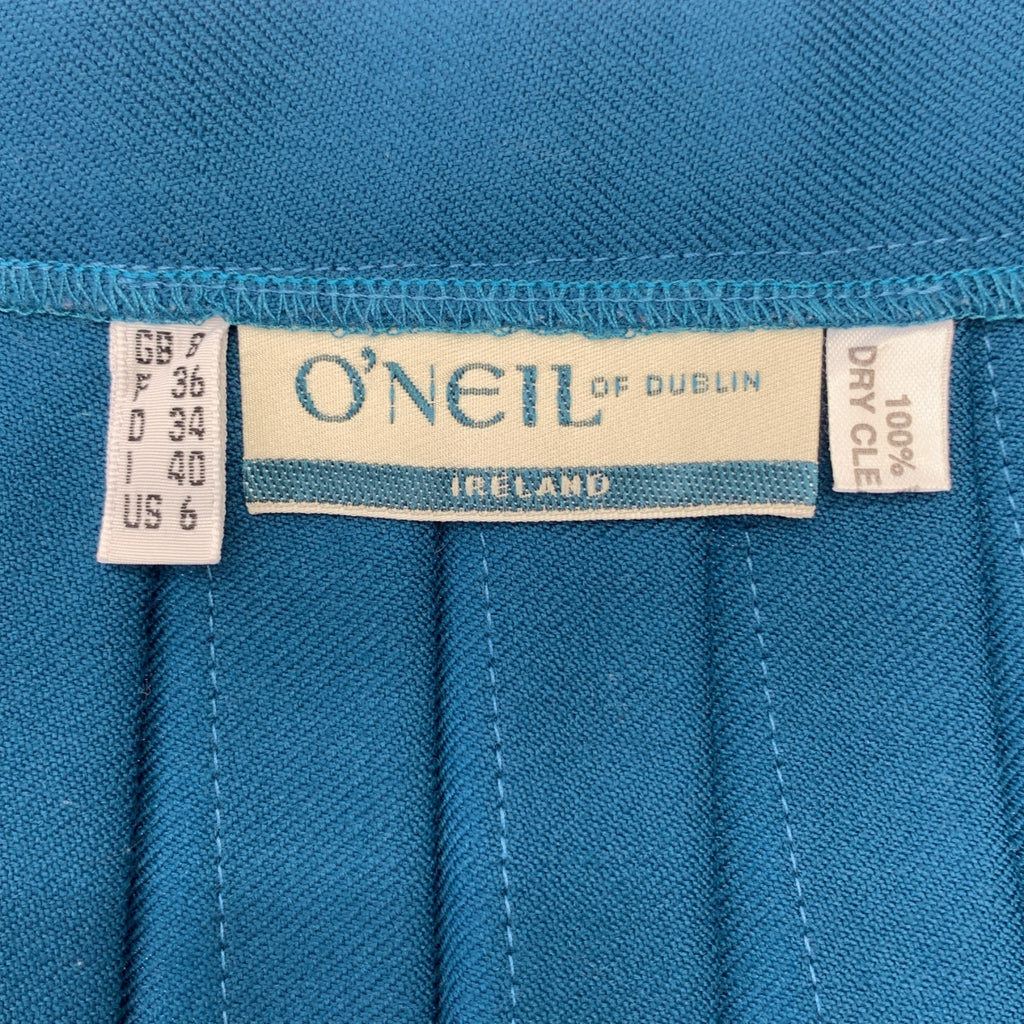 GB 8
F 36
D 34
I 40
US 6
O'NEIL OF DUBLIN
IRELAND
100%
DRY CLE